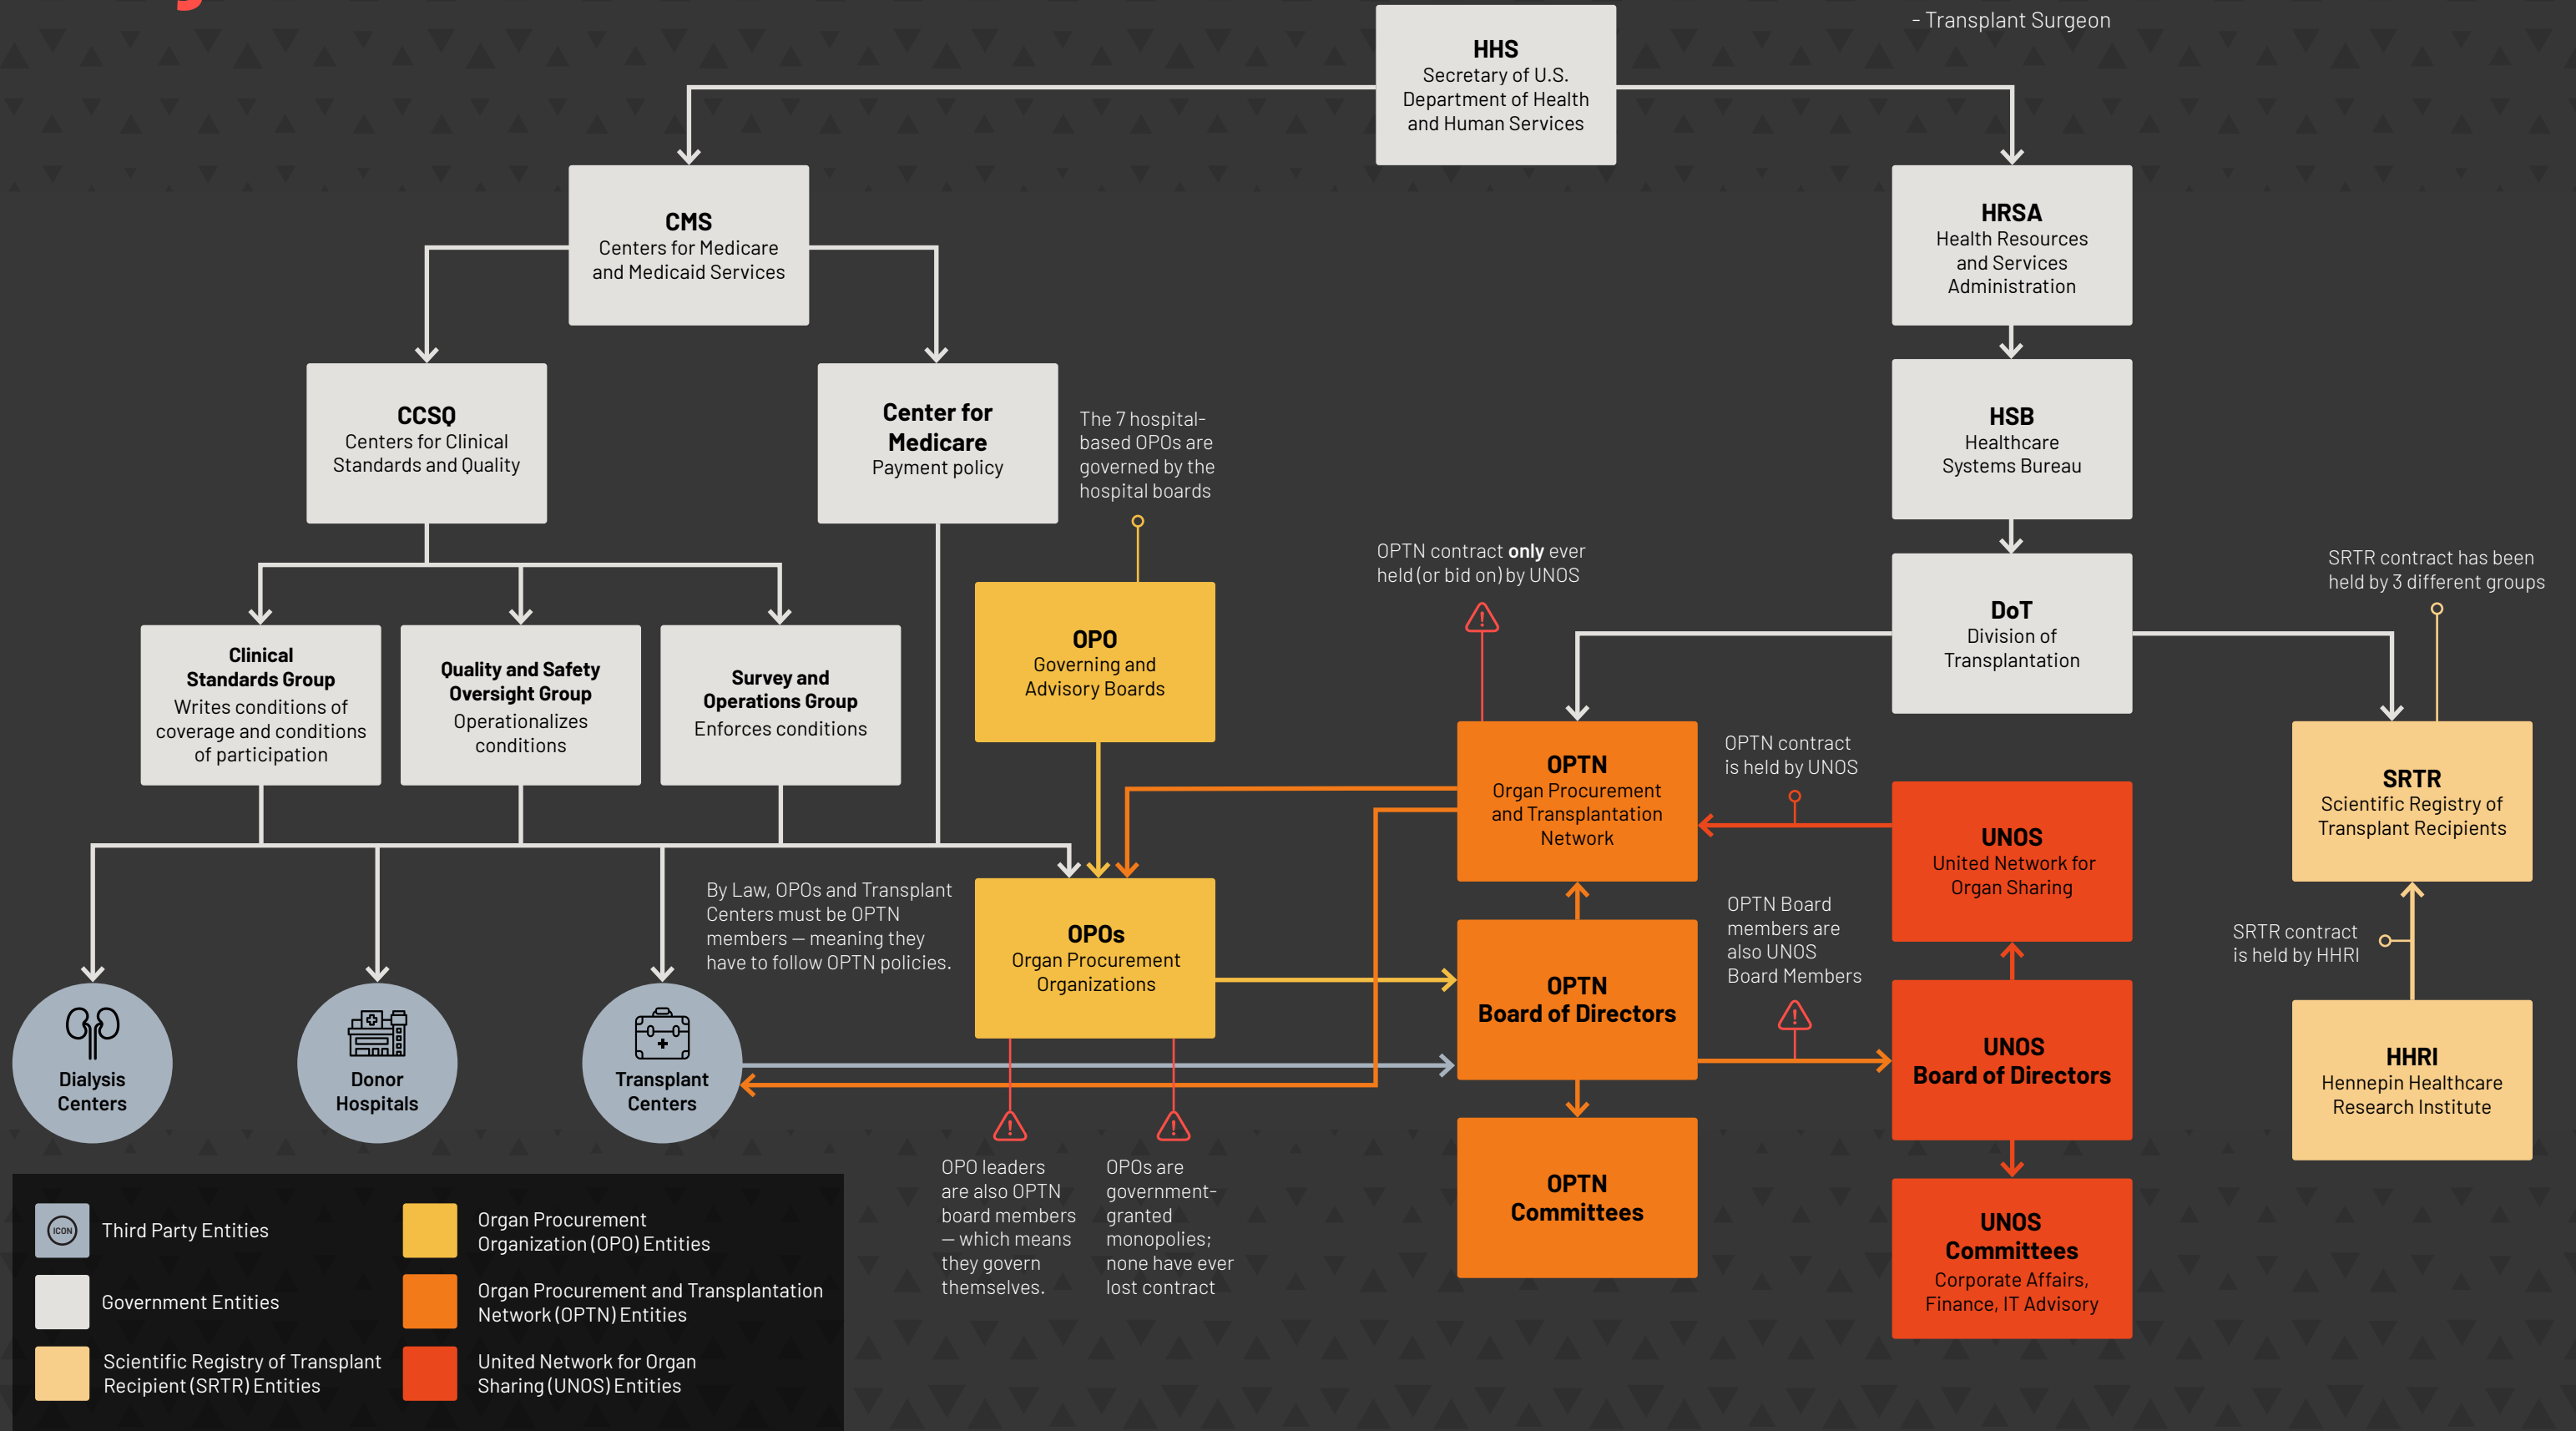 - Transplant Surgeon
HHS
Secretary of U.S.
Department of Health
and Human Services
CMS
Centers for Medicare
and Medicaid Services
HRSA
Health Resources
and Services
Administration
CCSQ
Centers for Clinical
Standards and Quality
Center for
Medicare
Payment policy
The 7 hospital-
based OPOs are
governed by the
hospital boards
HSB
Healthcare
Systems Bureau
OPTN contract only ever
held (or bid on) by UNOS
DoT
Division of
Transplantation
SRTR contract has been
held by 3 different groups
Clinical
Standards Group
Writes conditions of
coverage and conditions
of participation
Quality and Safety
Oversight Group
Operationalizes
conditions
Survey and
Operations Group
Enforces conditions
OPO
Governing and
Advisory Boards
OPTN
Organ Procurement
and Transplantation
Network
OPTN contract
is held by UNOS
UNOS
United Network for
Organ Sharing
SRTR
Scientific Registry of
Transplant Recipients
By Law, OPOs and Transplant
Centers must be OPTN
members — meaning they
have to follow OPTN policies.
OPOs
Organ Procurement
Organizations
OPTN
Board of Directors
OPTN Board
members are
also UNOS
Board Members
UNOS
Board of Directors
SRTR contract
is held by HHRI
HHRI
Hennepin Healthcare
Research Institute
Dialysis
Centers
Donor
Hospitals
Transplant
Centers
OPO leaders
are also OPTN
board members
— which means
they govern
themselves.
OPOs are
government-
granted
monopolies;
none have ever
lost contract
OPTN
Committees
UNOS
Committees
Corporate Affairs,
Finance, IT Advisory
ICON
Third Party Entities
Government Entities
Scientific Registry of Transplant
Recipient (SRTR) Entities
Organ Procurement
Organization (OPO) Entities
Organ Procurement and Transplantation
Network (OPTN) Entities
United Network for Organ
Sharing (UNOS) Entities